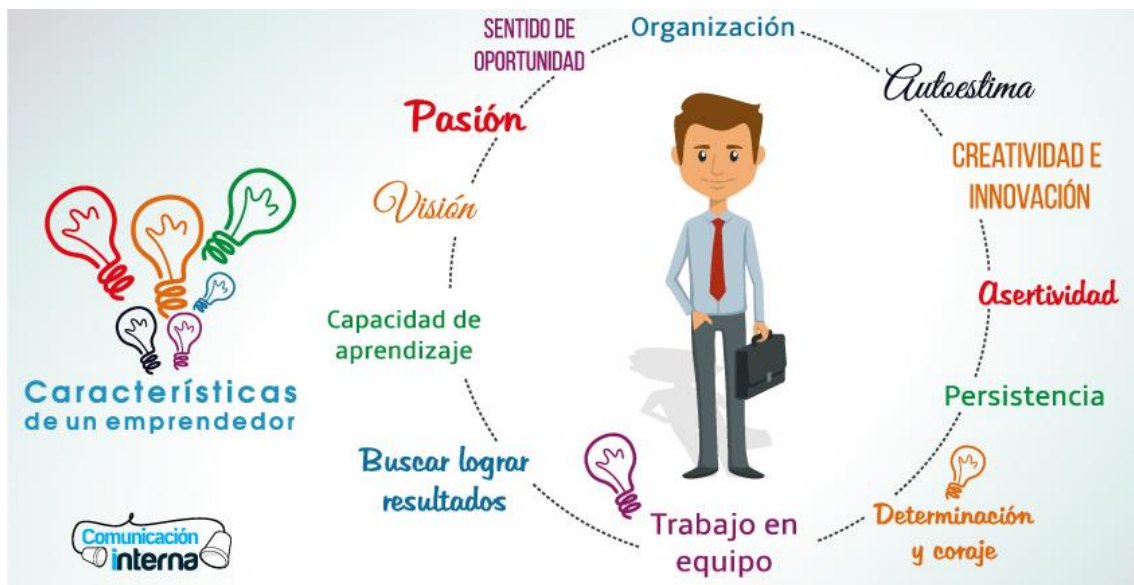 Características
de un emprendedor
Comunicación
interna
Organización
Autoestima
CREATIVIDAD E
INNOVACIÓN
Asertividad
Persistencia
Determinación
y coraje
Trabajo en
equipo
Buscar lograr
resultados
Capacidad de
aprendizaje
Visión
Pasión
SENTIDO DE
OPORTUNIDAD